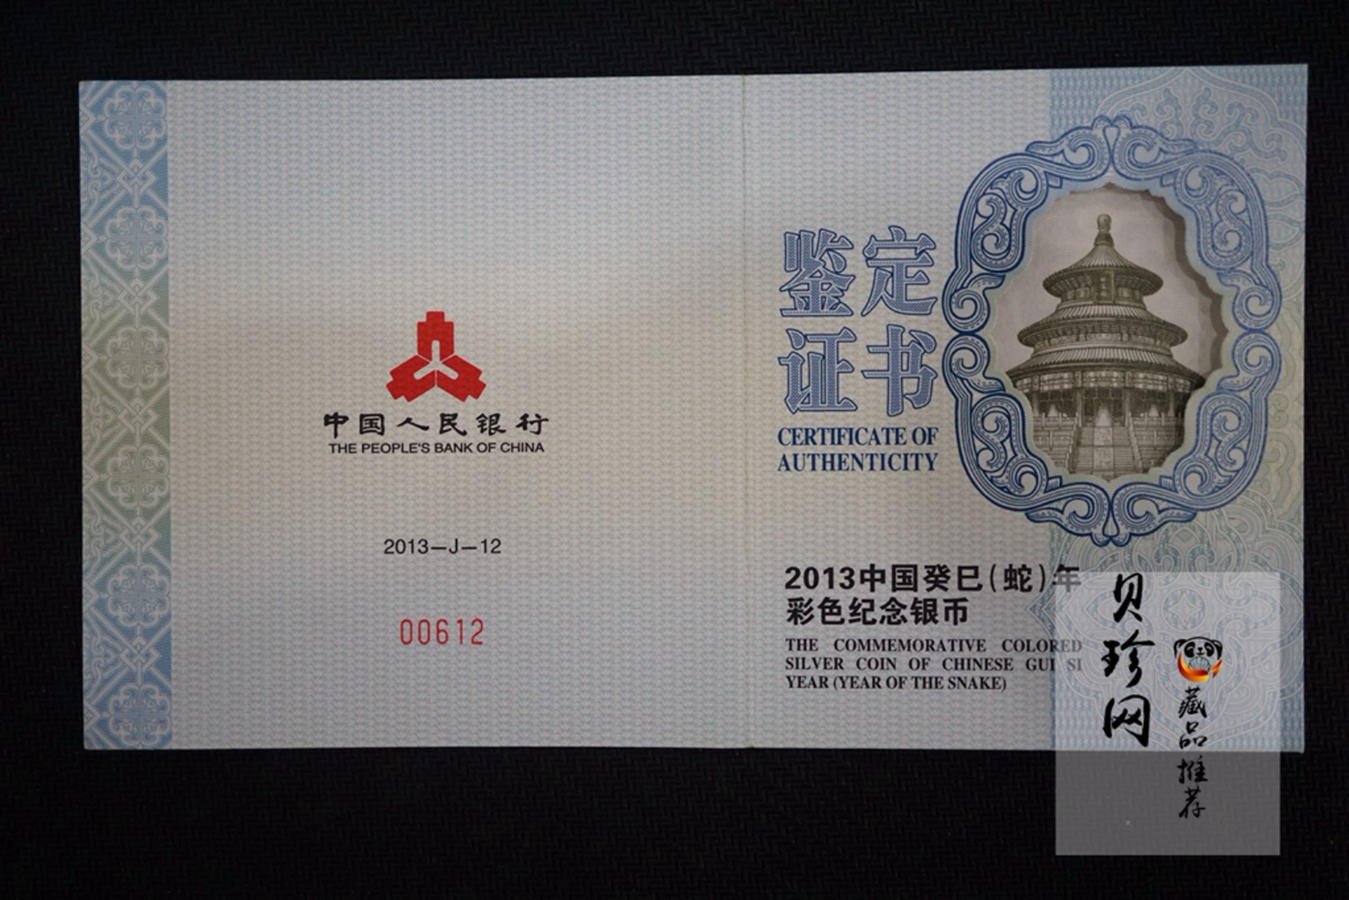 中国人民银行
THE PEOPLE'S BANK OF CHINA
2013—J—12
00612
鉴定
证书
CERTIFICATE OF
AUTHENTICITY
2013中国癸巳(蛇)年
彩色纪念银币
THE COMMEMORATIVE COLORED
SILVER COIN OF CHINESE GUI SI
YEAR (YEAR OF THE SNAKE)
贝珍网
藏品推荐